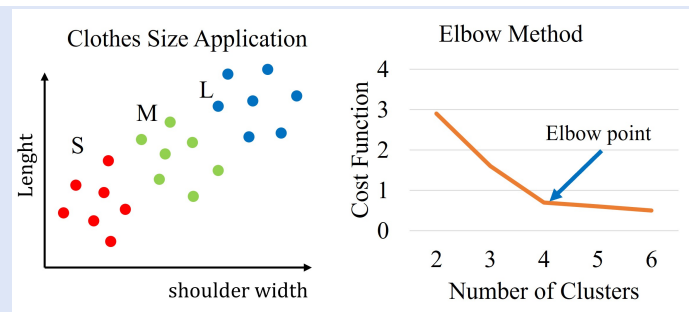 Clothes Size Application
S
M
L
Lenght
shoulder width
Elbow Method
4
3
2
1
0
Cost Function
Elbow point
2 3 4 5 6
Number of Clusters